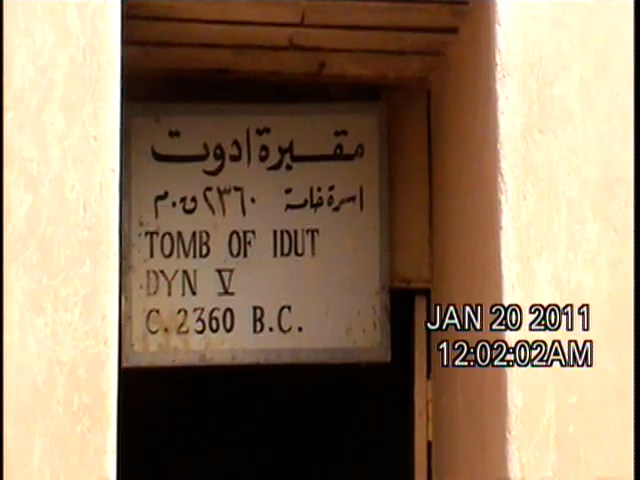 مقبرة ادوت
اسرة خامسة ٢٣٦٠ ق.م
TOMB OF IDUT
DYN V
C.2360 B.C.
JAN 20 2011
12:02:02AM